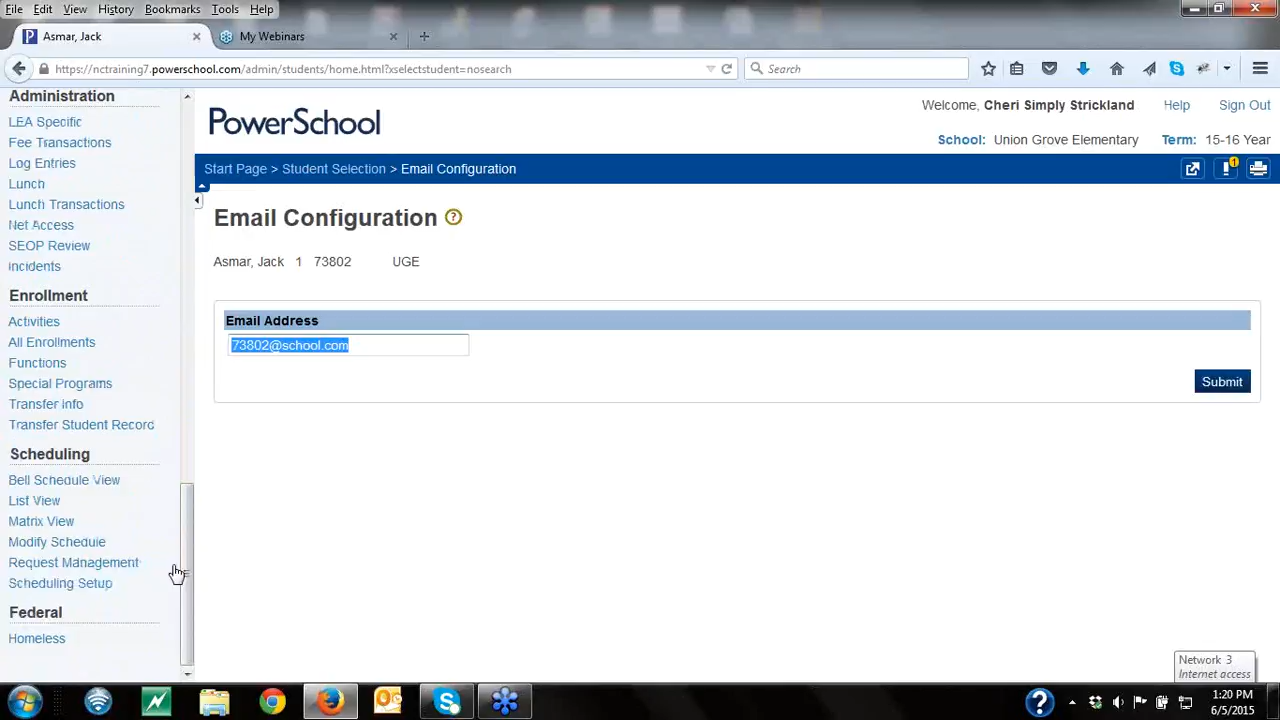 File Edit View History Bookmarks Tools Help
Asmar, Jack × My Webinars × +
https://nctraining7.powerschool.com/admin/students/home.html?xselectstudent=nosearch Search
Administration
LEA Specific
Fee Transactions
Log Entries
Lunch
Lunch Transactions
Net Access
SEOP Review
Incidents
Enrollment
Activities
All Enrollments
Functions
Special Programs
Transfer Info
Transfer Student Record
Scheduling
Bell Schedule View
List View
Matrix View
Modify Schedule
Request Management
Scheduling Setup
Federal
Homeless
PowerSchool
Welcome, Cheri Simply Strickland Help Sign Out
School: Union Grove Elementary Term: 15-16 Year
Start Page > Student Selection > Email Configuration
Email Configuration ?
Asmar, Jack 1 73802 UGE
Email Address
73802@school.com
Submit
Network 3
Internet access
1:20 PM
6/5/2015